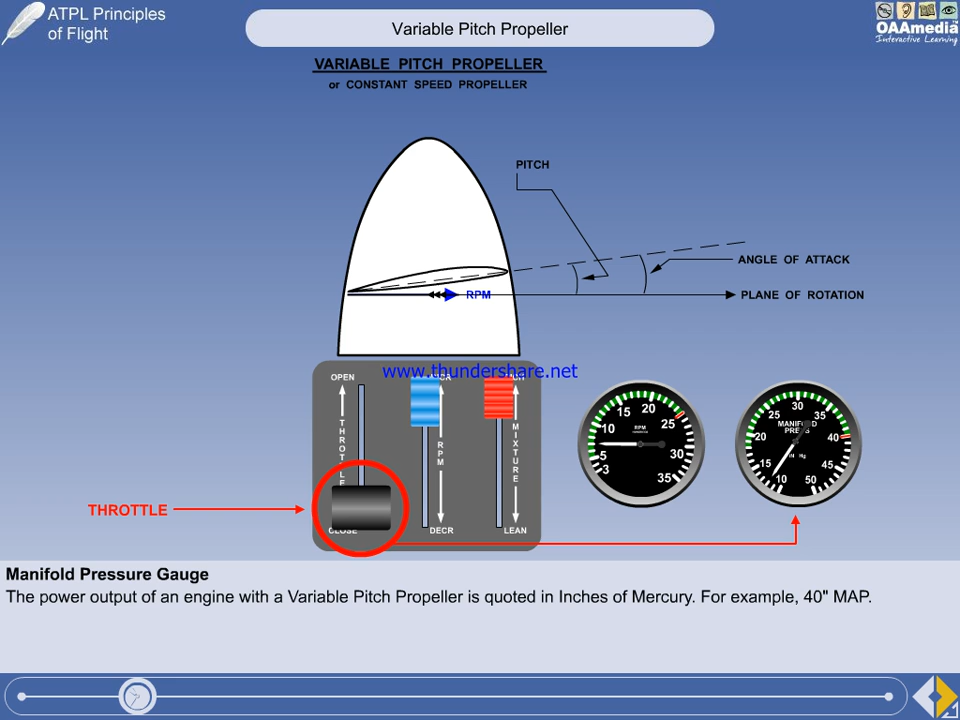 ATPL Principles
of Flight
Variable Pitch Propeller
OAAmedia
Interactive Learning
VARIABLE PITCH PROPELLER
or CONSTANT SPEED PROPELLER
PITCH
ANGLE OF ATTACK
RPM
PLANE OF ROTATION
www.thundershare.net
OPEN
THROTTLE
CLOSE
RPM
DECR
MIXTURE
LEAN
THROTTLE
3
5
10
15
20
25
30
35
RPM
10
15
20
25
30
35
40
45
50
MANIFOLD
PRESS
IN Hg
Manifold Pressure Gauge
The power output of an engine with a Variable Pitch Propeller is quoted in Inches of Mercury. For example, 40" MAP.